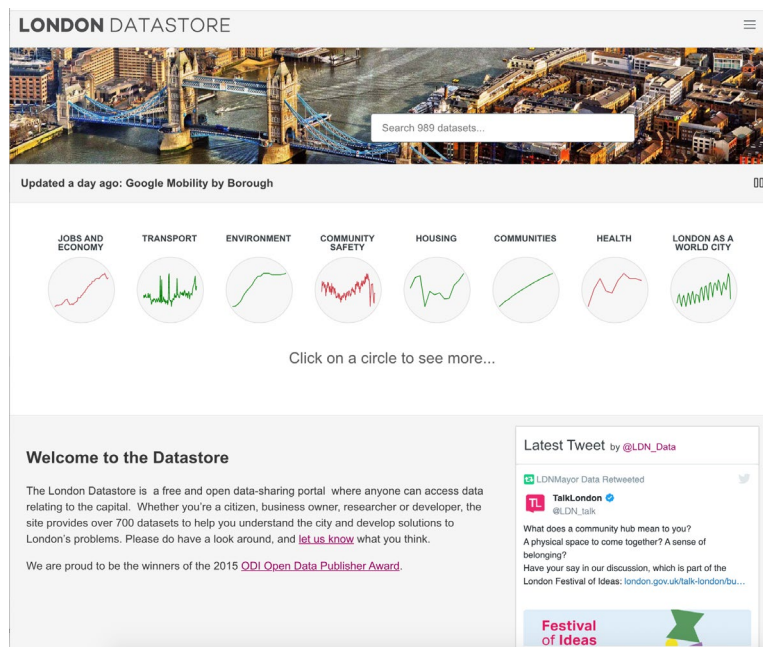 LONDON DATASTORE
Search 989 datasets...
Updated a day ago: Google Mobility by Borough
JOBS AND
ECONOMY
TRANSPORT
ENVIRONMENT
COMMUNITY
SAFETY
HOUSING
COMMUNITIES
HEALTH
LONDON AS A
WORLD CITY
Click on a circle to see more...
Welcome to the Datastore
The London Datastore is  a free and open data-sharing portal  where anyone can access data
relating to the capital.  Whether you're a citizen, business owner, researcher or developer, the
site provides over 700 datasets to help you understand the city and develop solutions to
London's problems. Please do have a look around, and let us know what you think.
We are proud to be the winners of the 2015 ODI Open Data Publisher Award.
Latest Tweet by @LDN_Data
LDNMayor Data Retweeted
TL
TalkLondon
@LDN_talk
What does a community hub mean to you?
A physical space to come together? A sense of
belonging?
Have your say in our discussion, which is part of the
London Festival of Ideas: london.gov.uk/talk-london/bu...
Festival
of Ideas